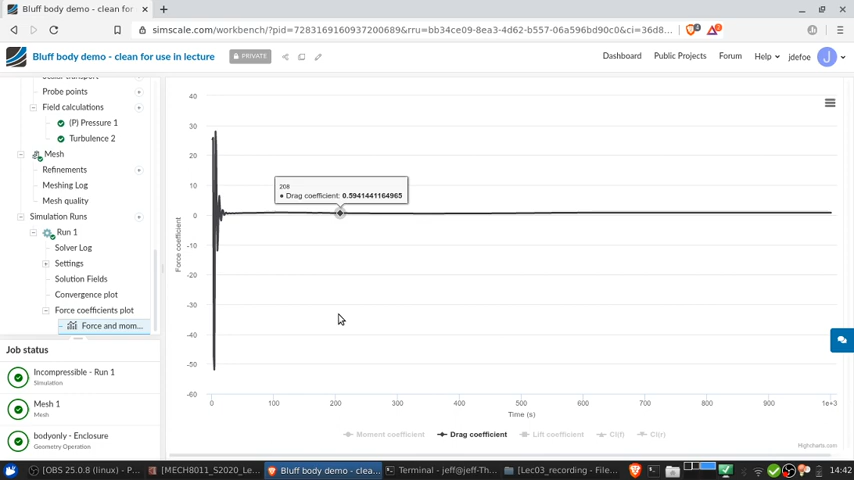 Bluff body demo - clean for use in lecture
simscale.com/workbench/?pid=7283169160937200689&rru=bb34ce09-8ea3-4d62-b557-06a596bd90c0&ci=36d8...
Bluff body demo - clean for use in lecture
PRIVATE
Dashboard
Public Projects
Forum
Help
jdefoe
J
Probe points
Field calculations
(P) Pressure 1
Turbulence 2
Mesh
Refinements
Meshing Log
Mesh quality
Simulation Runs
Run 1
Solver Log
Settings
Solution Fields
Convergence plot
Force coefficients plot
Force and mom...
Job status
Incompressible - Run 1
Simulation
Mesh 1
Mesh
bodyonly - Enclosure
Geometry Operation
40
30
20
10
0
-10
-20
-30
-40
-50
-60
Force coefficient
208
Drag coefficient: 0.5941441164965
0 100 200 300 400 500 600 700 800 900 1e+3
Time (s)
Moment coefficient Drag coefficient Lift coefficient Cl(f) Cl(r)
Highcharts.com
[OBS 25.0.8 (linux) - P...
[MECH8011_S2020_Le...
Bluff body demo - clea...
Terminal - jeff@jeff-Th...
[Lec03_recording - File...
14:42